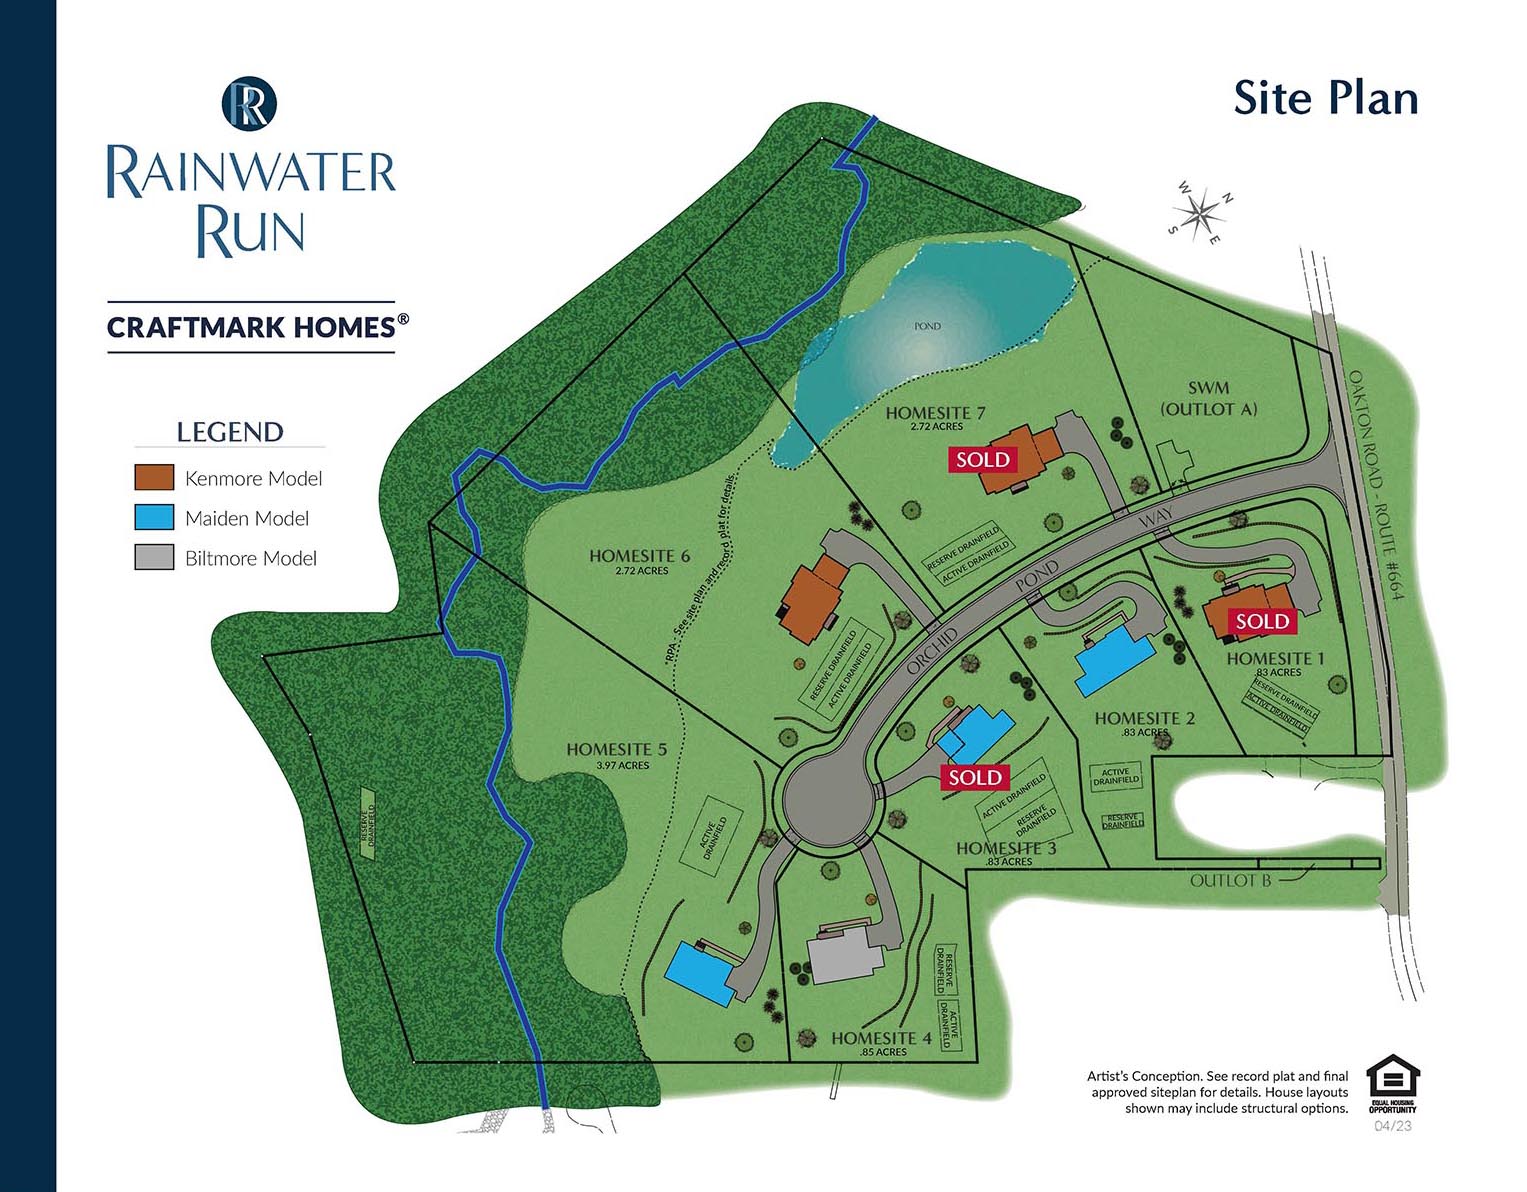 RR
RAINWATER
RUN
CRAFTMARK HOMES®
Site Plan
W
N
S
E
LEGEND
Kenmore Model
Maiden Model
Biltmore Model
POND
SWM
(OUTLOT A)
OAKTON ROAD - ROUTE #664
HOMESITE 7
2.72 ACRES
SOLD
RESERVE DRAINFIELD
ACTIVE DRAINFIELD
ORCHID POND WAY
HOMESITE 6
2.72 ACRES
*RPA - See site plan and record plat for details.
RESERVE DRAINFIELD
ACTIVE DRAINFIELD
SOLD
HOMESITE 1
.83 ACRES
RESERVE DRAINFIELD
ACTIVE DRAINFIELD
HOMESITE 2
.83 ACRES
ACTIVE
DRAINFIELD
RESERVE
DRAINFIELD
HOMESITE 5
3.97 ACRES
ACTIVE
DRAINFIELD
RESERVE
DRAINFIELD
SOLD
ACTIVE DRAINFIELD
RESERVE
DRAINFIELD
HOMESITE 3
.83 ACRES
OUTLOT B
RESERVE
DRAINFIELD
ACTIVE
DRAINFIELD
HOMESITE 4
.85 ACRES
Artist's Conception. See record plat and final
approved siteplan for details. House layouts
shown may include structural options.
EQUAL HOUSING
OPPORTUNITY
04/23